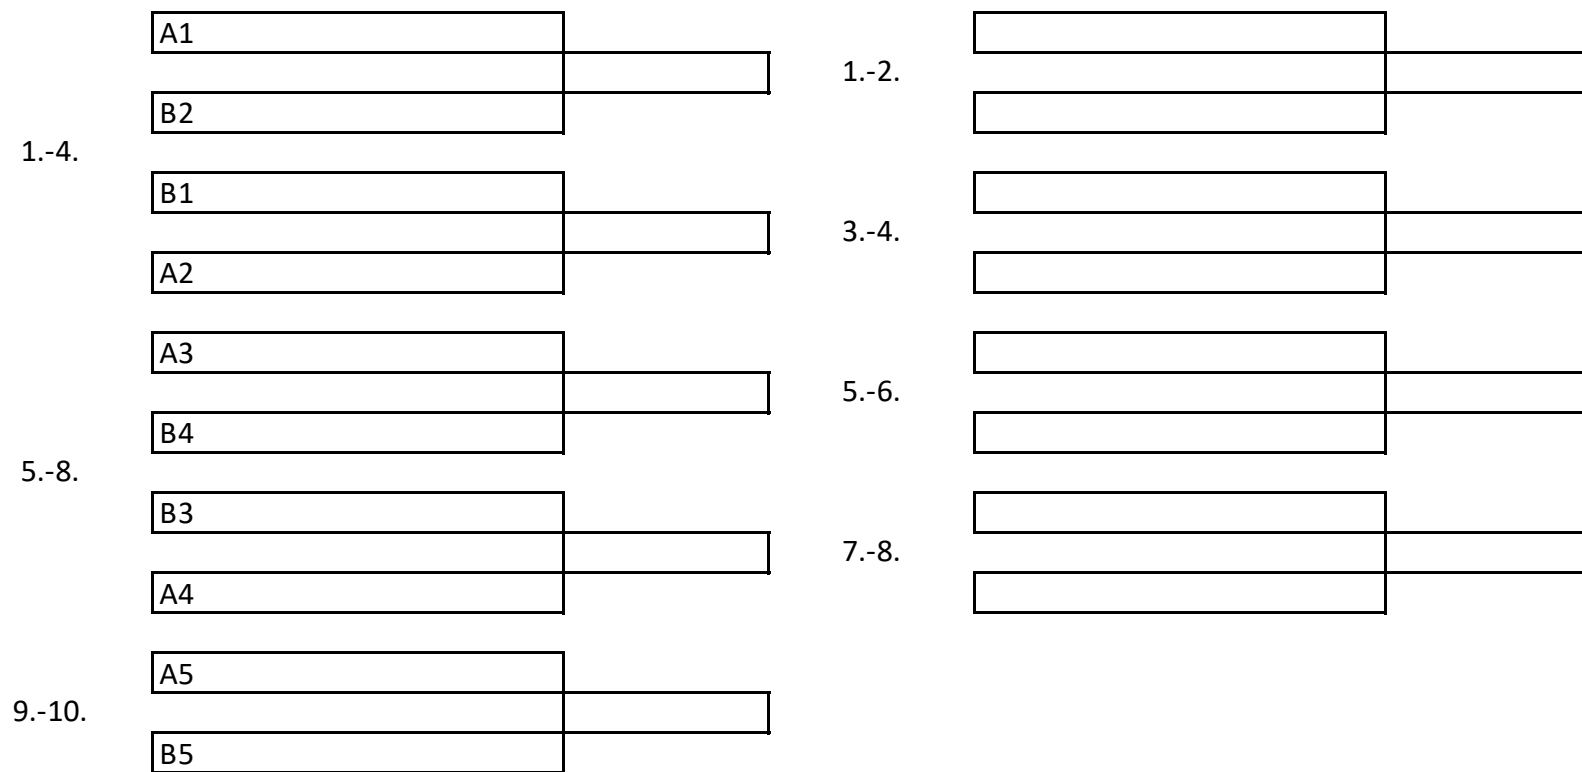 A1
1.-2.
B2
1.-4.
B1
3.-4.
A2
A3
5.-6.
B4
5.-8.
B3
7.-8.
A4
A5
9.-10.
B5